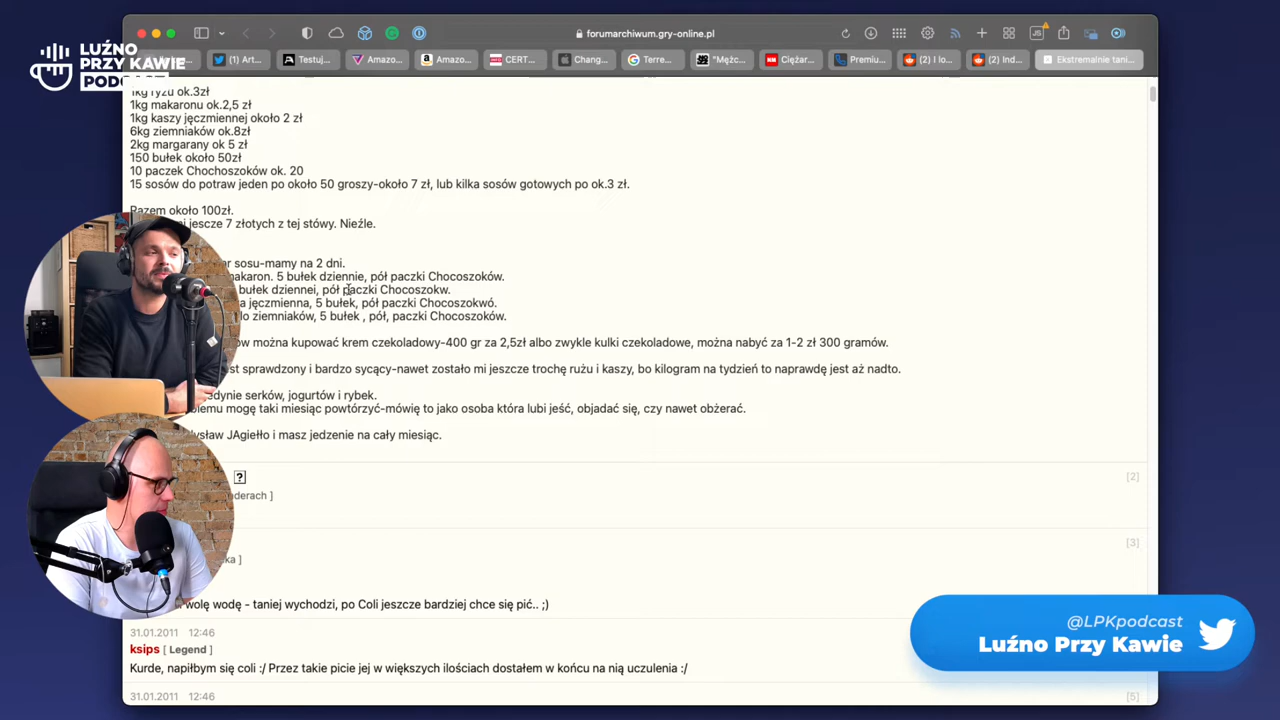 LUŹNO
PRZY KAWIE
PODCAST
forumarchiwum.gry-online.pl
(1) Art...
Testuj...
Amazo...
Amazo...
CERT...
Chang...
Terre...
"Mężc...
Ciężar...
Premiu...
(2) I lo...
(2) Ind...
Ekstremalnie tani...
1kg ryżu ok.3zł
1kg makaronu ok.2,5 zł
1kg kaszy jęczmiennej około 2 zł
6kg ziemniaków ok.8zł
2kg margarany ok 5 zł
150 bułek około 50zł
10 paczek Chochoszoków ok. 20
15 sosów do potraw jeden po około 50 groszy-około 7 zł, lub kilka sosów gotowych po ok.3 zł.
Razem około 100zł.
jescze 7 złotych z tej stówy. Nieźle.
sosu-mamy na 2 dni.
makaron. 5 bułek dziennie, pół paczki Chocoszoków.
bułek dziennei, pół paczki Chocoszokw.
jęczmienna, 5 bułek, pół paczki Chocoszokwó.
ziemniaków, 5 bułek , pół, paczki Chocoszoków.
można kupować krem czekoladowy-400 gr za 2,5zł albo zwykle kulki czekoladowe, można nabyć za 1-2 zł 300 gramów.
sprawdzony i bardzo sycący-nawet zostało mi jeszcze trochę rużu i kaszy, bo kilogram na tydzień to naprawdę jest aż nadto.
serków, jogurtów i rybek.
mogę taki miesiąc powtórzyć-mówię to jako osoba która lubi jeść, objadać się, czy nawet obżerać.
JAgiełło i masz jedzenie na cały miesiąc.
?
[2]
]
[3]
]
wolę wodę - taniej wychodzi, po Coli jeszcze bardziej chce się pić.. ;)
31.01.2011 12:46
ksips [ Legend ]
Kurde, napiłbym się coli :/ Przez takie picie jej w większych ilościach dostałem w końcu na nią uczulenia :/
31.01.2011 12:46
[5]
@LPKpodcast
Luźno Przy Kawie